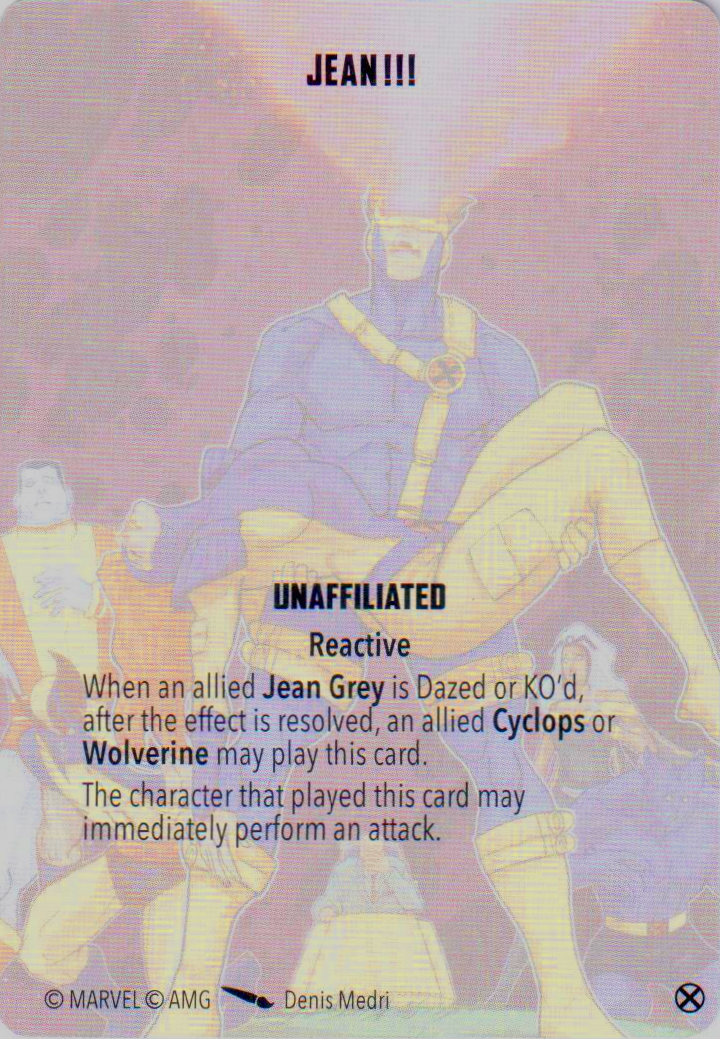 JEAN!!!
UNAFFILIATED
Reactive
When an allied Jean Grey is Dazed or KO'd,
after the effect is resolved, an allied Cyclops or
Wolverine may play this card.
The character that played this card may
immediately perform an attack.
© MARVEL © AMG Denis Medri